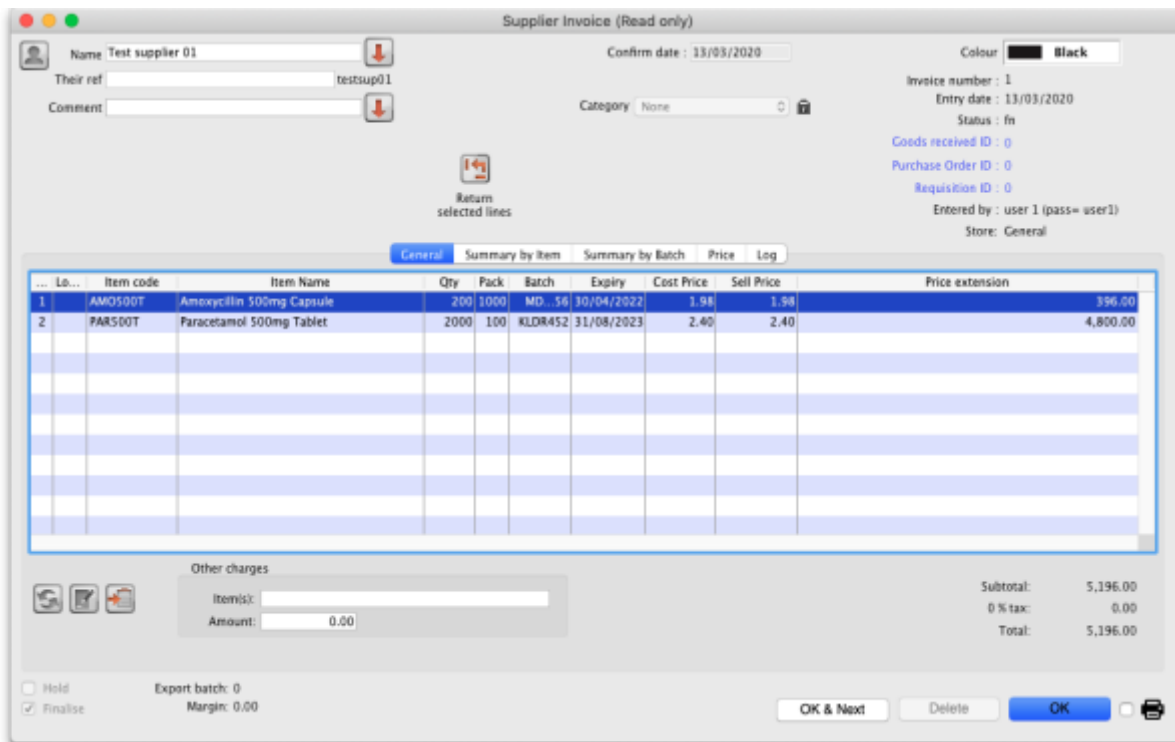 Supplier Invoice (Read only)
Name Test supplier 01 Confirm date : 13/03/2020 Colour Black
Their ref testsup01 Invoice number : 1
Comment Category None Entry date : 13/03/2020
Status : fn
Goods received ID : 0
Purchase Order ID : 0
Return Requisition ID : 0
selected lines Entered by : user 1 (pass= user1)
Store: General
General Summary by Item Summary by Batch Price Log
... Lo... Item code Item Name Qty Pack Batch Expiry Cost Price Sell Price Price extension
1 AMO500T Amoxycillin 500mg Capsule 200 1000 MD...56 30/04/2022 1.98 1.98 396.00
2 PAR500T Paracetamol 500mg Tablet 2000 100 KLDR452 31/08/2023 2.40 2.40 4,800.00
Other charges
Item(s): Subtotal: 5,196.00
Amount: 0.00 0 % tax: 0.00
Total: 5,196.00
Hold Export batch: 0
Finalise Margin: 0.00 OK & Next Delete OK